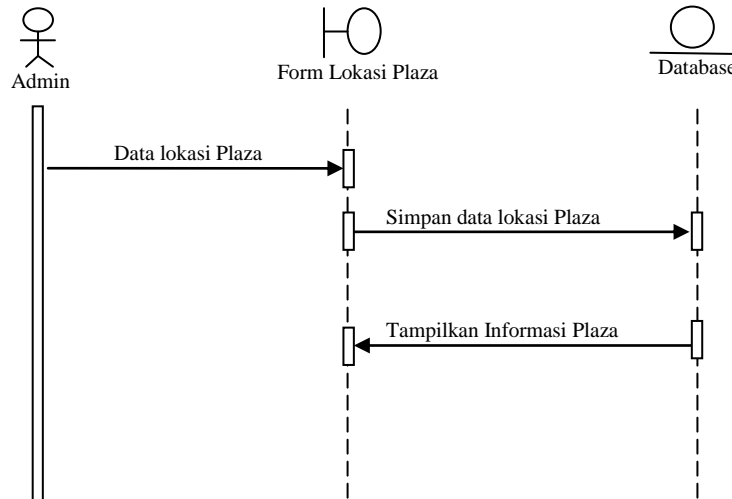 Admin
Form Lokasi Plaza
Database
Data lokasi Plaza
Simpan data lokasi Plaza
Tampilkan Informasi Plaza